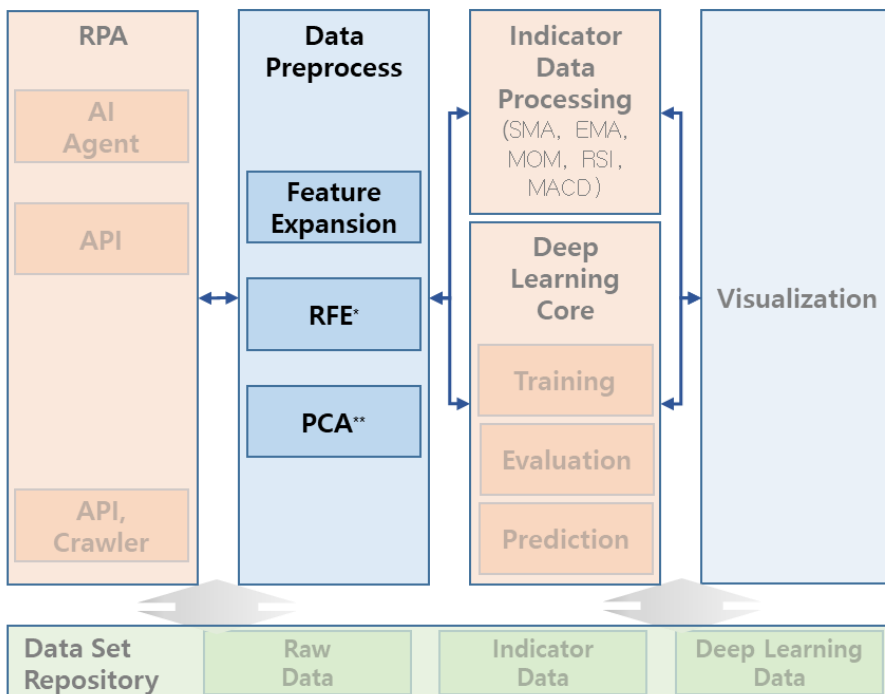 RPA
AI
Agent
API
API,
Crawler
Data
Preprocess
Feature
Expansion
RFE*
PCA**
Indicator
Data
Processing
(SMA, EMA,
MOM, RSI,
MACD)
Deep
Learning
Core
Training
Evaluation
Prediction
Visualization
Data Set
Repository
Raw
Data
Indicator
Data
Deep Learning
Data